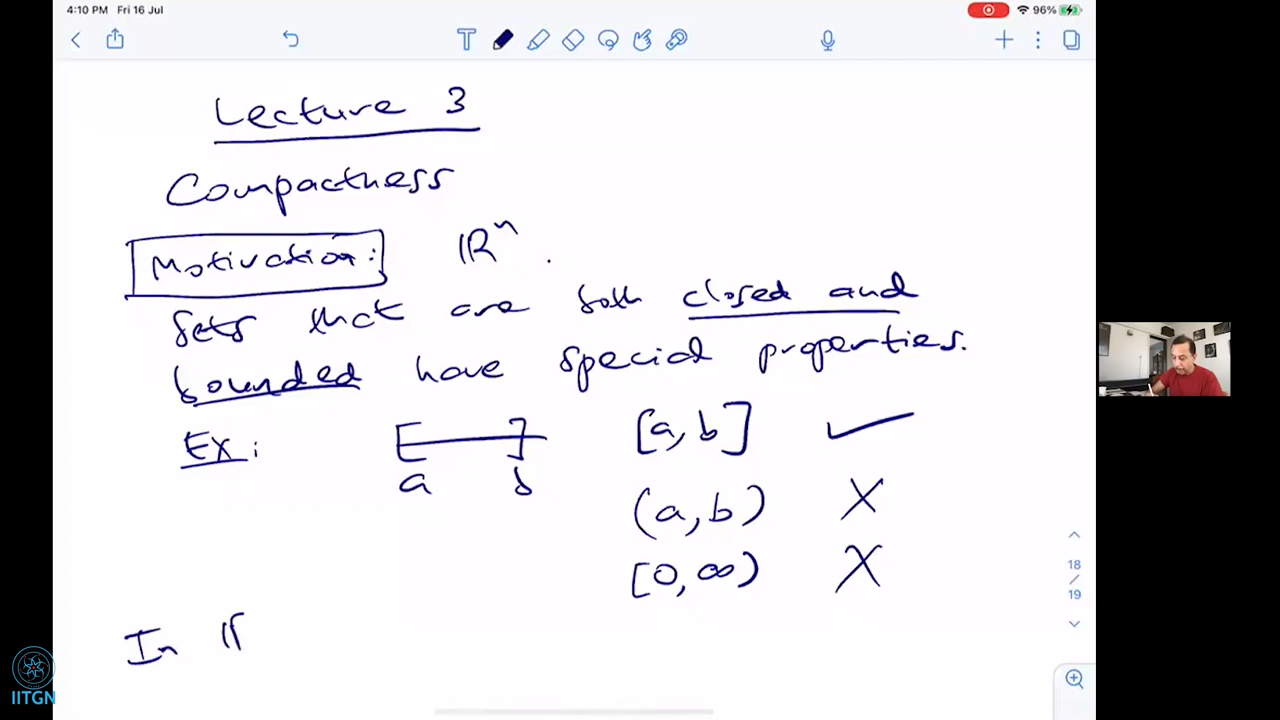 4:10 PM Fri 16 Jul
96%
Lecture 3
Compactness
Motivation: ℝⁿ.
Sets that are both closed and
bounded have special properties.
EX: [a, b] ✓
a b
(a, b) X
[0, ∞) X
18
/
19
In
IITGN